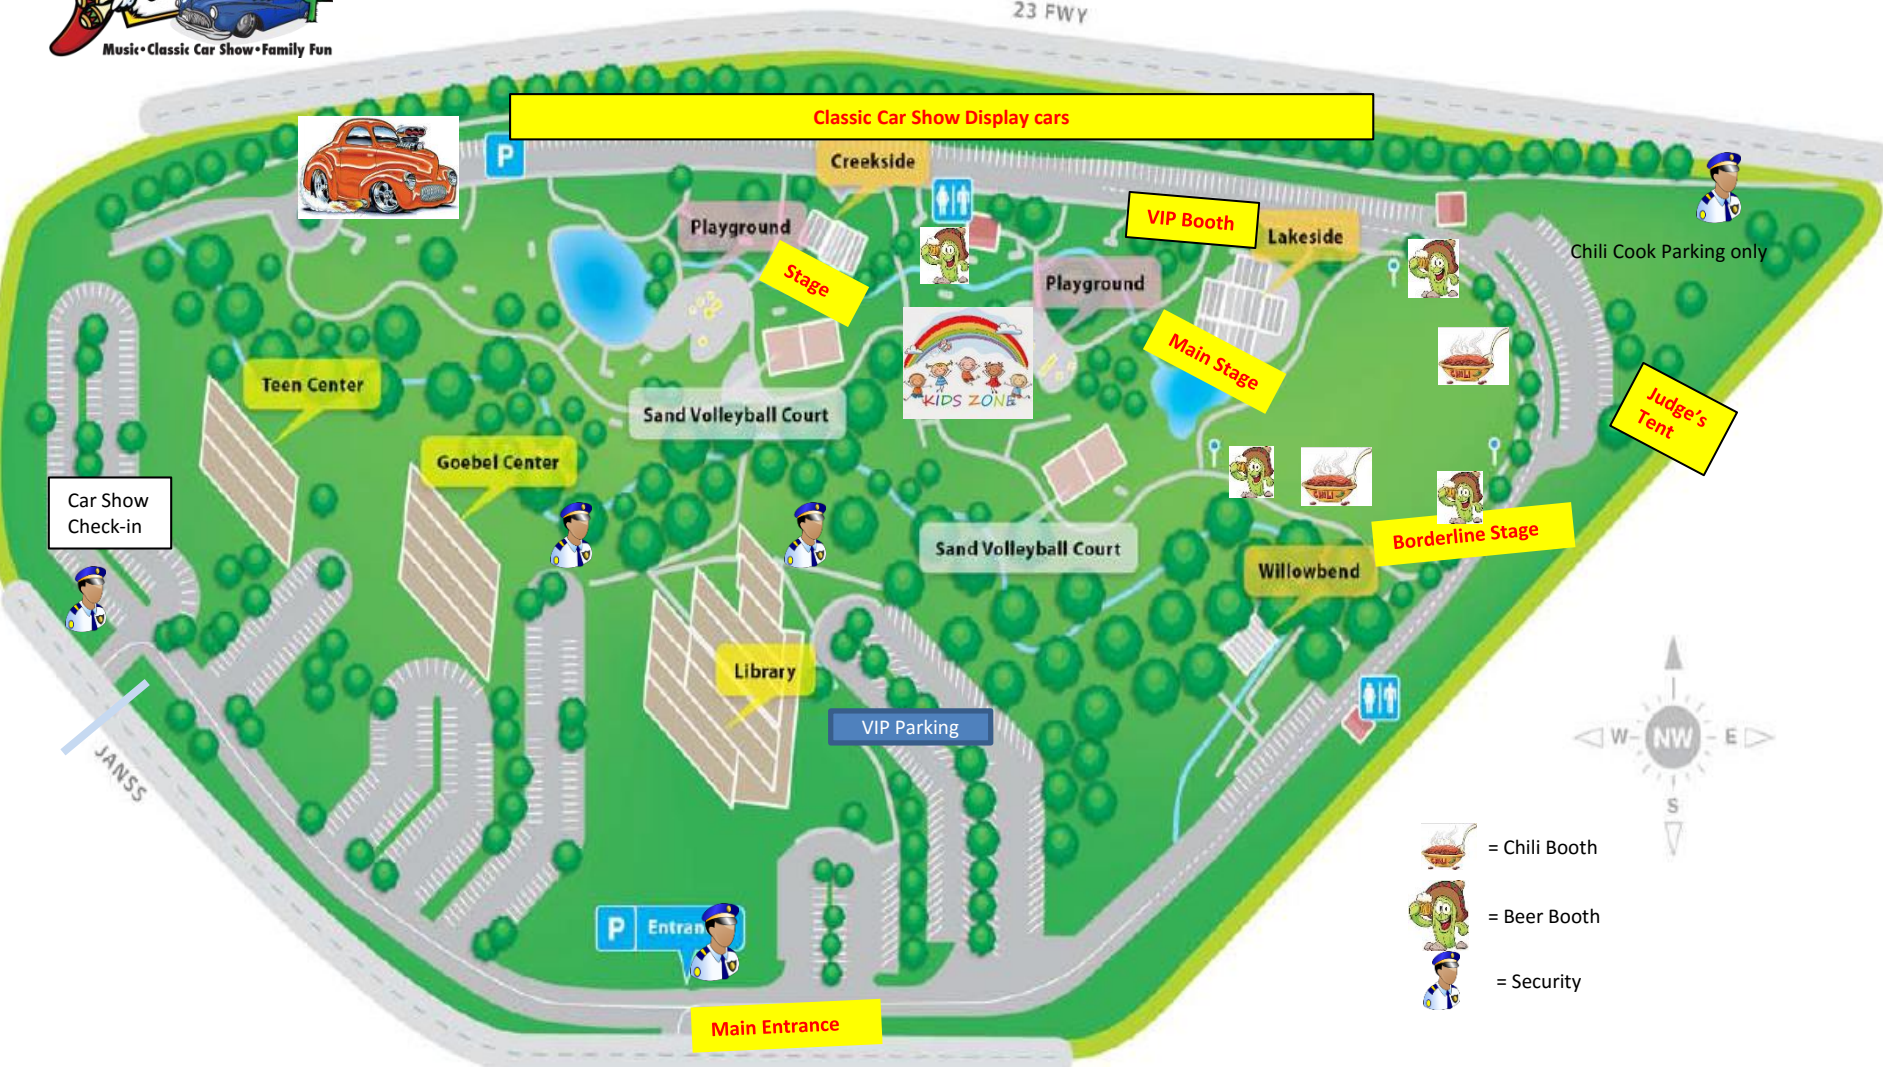 23 FWY
Music•Classic Car Show•Family Fun
Classic Car Show Display cars
P
Creekside
Playground
VIP Booth
Lakeside
Chili Cook Parking only
Stage
Playground
Main Stage
KIDS ZONE
Teen Center
Sand Volleyball Court
Judge's
Tent
Goebel Center
CHILI
CHILI
Car Show
Check-in
Sand Volleyball Court
Borderline Stage
Willowbend
Library
VIP Parking
JANSS
W
NW
E
S
CHILI
= Chili Booth
= Beer Booth
= Security
P
Entran
Main Entrance